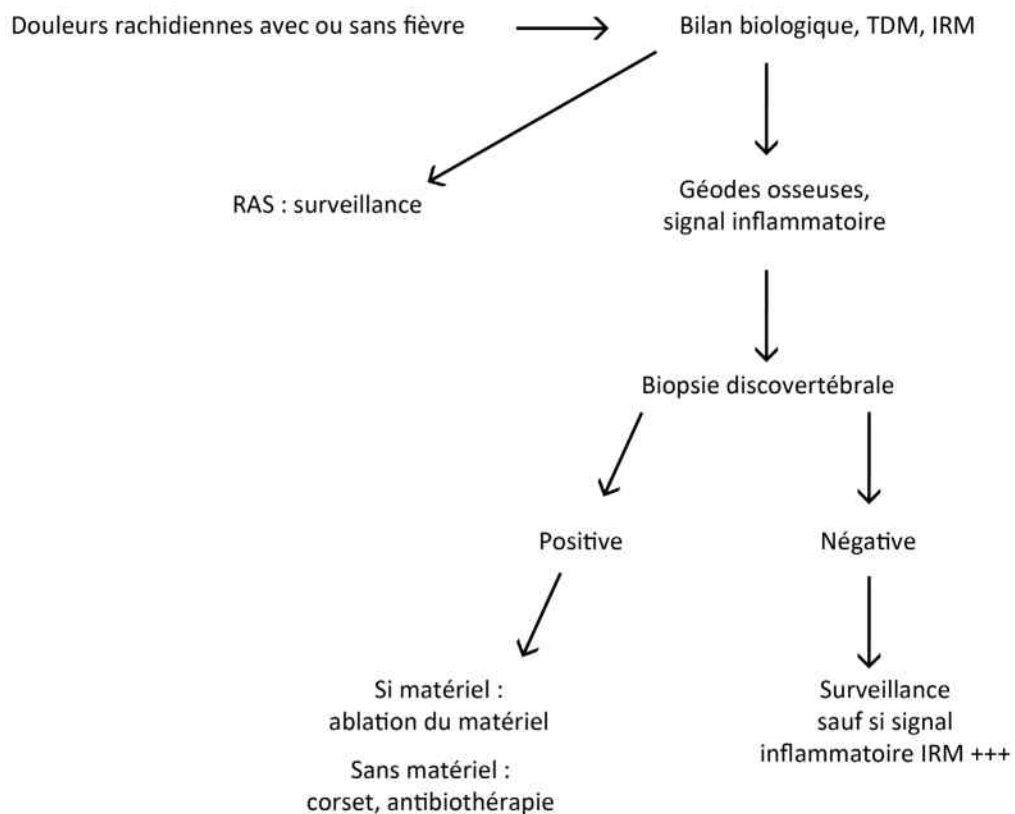 Douleurs rachidiennes avec ou sans fièvre
Bilan biologique, TDM, IRM
RAS : surveillance
Géodes osseuses,
signal inflammatoire
Biopsie discovertébrale
Positive
Négative
Si matériel :
ablation du matériel
Sans matériel :
corset, antibiothérapie
Surveillance
sauf si signal
inflammatoire IRM +++